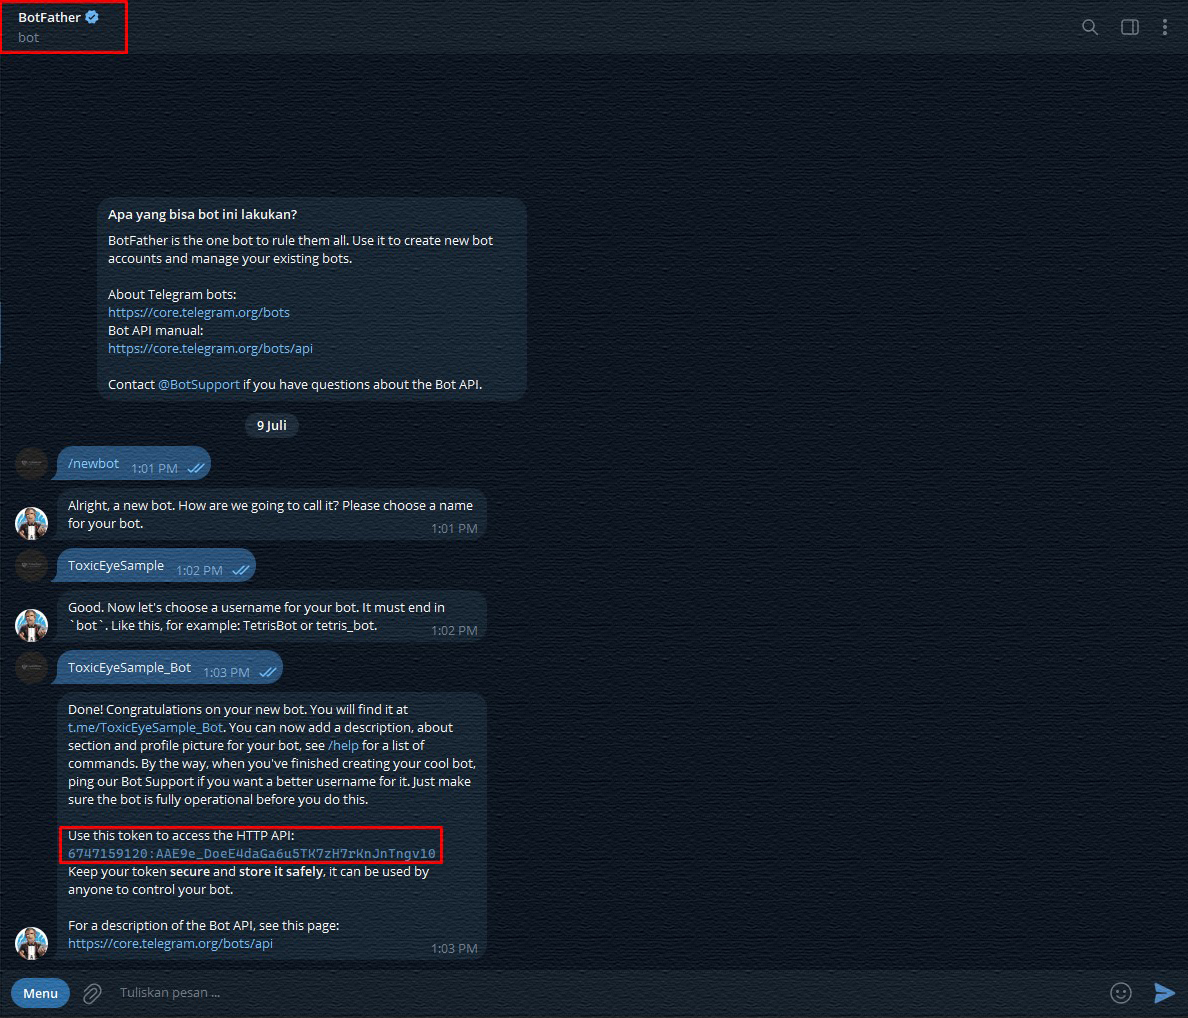 BotFather
bot
Apa yang bisa bot ini lakukan?
BotFather is the one bot to rule them all. Use it to create new bot
accounts and manage your existing bots.
About Telegram bots:
https://core.telegram.org/bots
Bot API manual:
https://core.telegram.org/bots/api
Contact @BotSupport if you have questions about the Bot API.
9 Juli
/newbot 1:01 PM
Alright, a new bot. How are we going to call it? Please choose a name
for your bot. 1:01 PM
ToxicEyeSample 1:02 PM
Good. Now let's choose a username for your bot. It must end in
`bot`. Like this, for example: TetrisBot or tetris_bot. 1:02 PM
ToxicEyeSample_Bot 1:03 PM
Done! Congratulations on your new bot. You will find it at
t.me/ToxicEyeSample_Bot. You can now add a description, about
section and profile picture for your bot, see /help for a list of
commands. By the way, when you've finished creating your cool bot,
ping our Bot Support if you want a better username for it. Just make
sure the bot is fully operational before you do this.
Use this token to access the HTTP API:
6747159120:AAE9e_DoeE4daGa6u5TK7zH7rKnJnTngv10
Keep your token secure and store it safely, it can be used by
anyone to control your bot.
For a description of the Bot API, see this page:
https://core.telegram.org/bots/api 1:03 PM
Menu
Tuliskan pesan ...